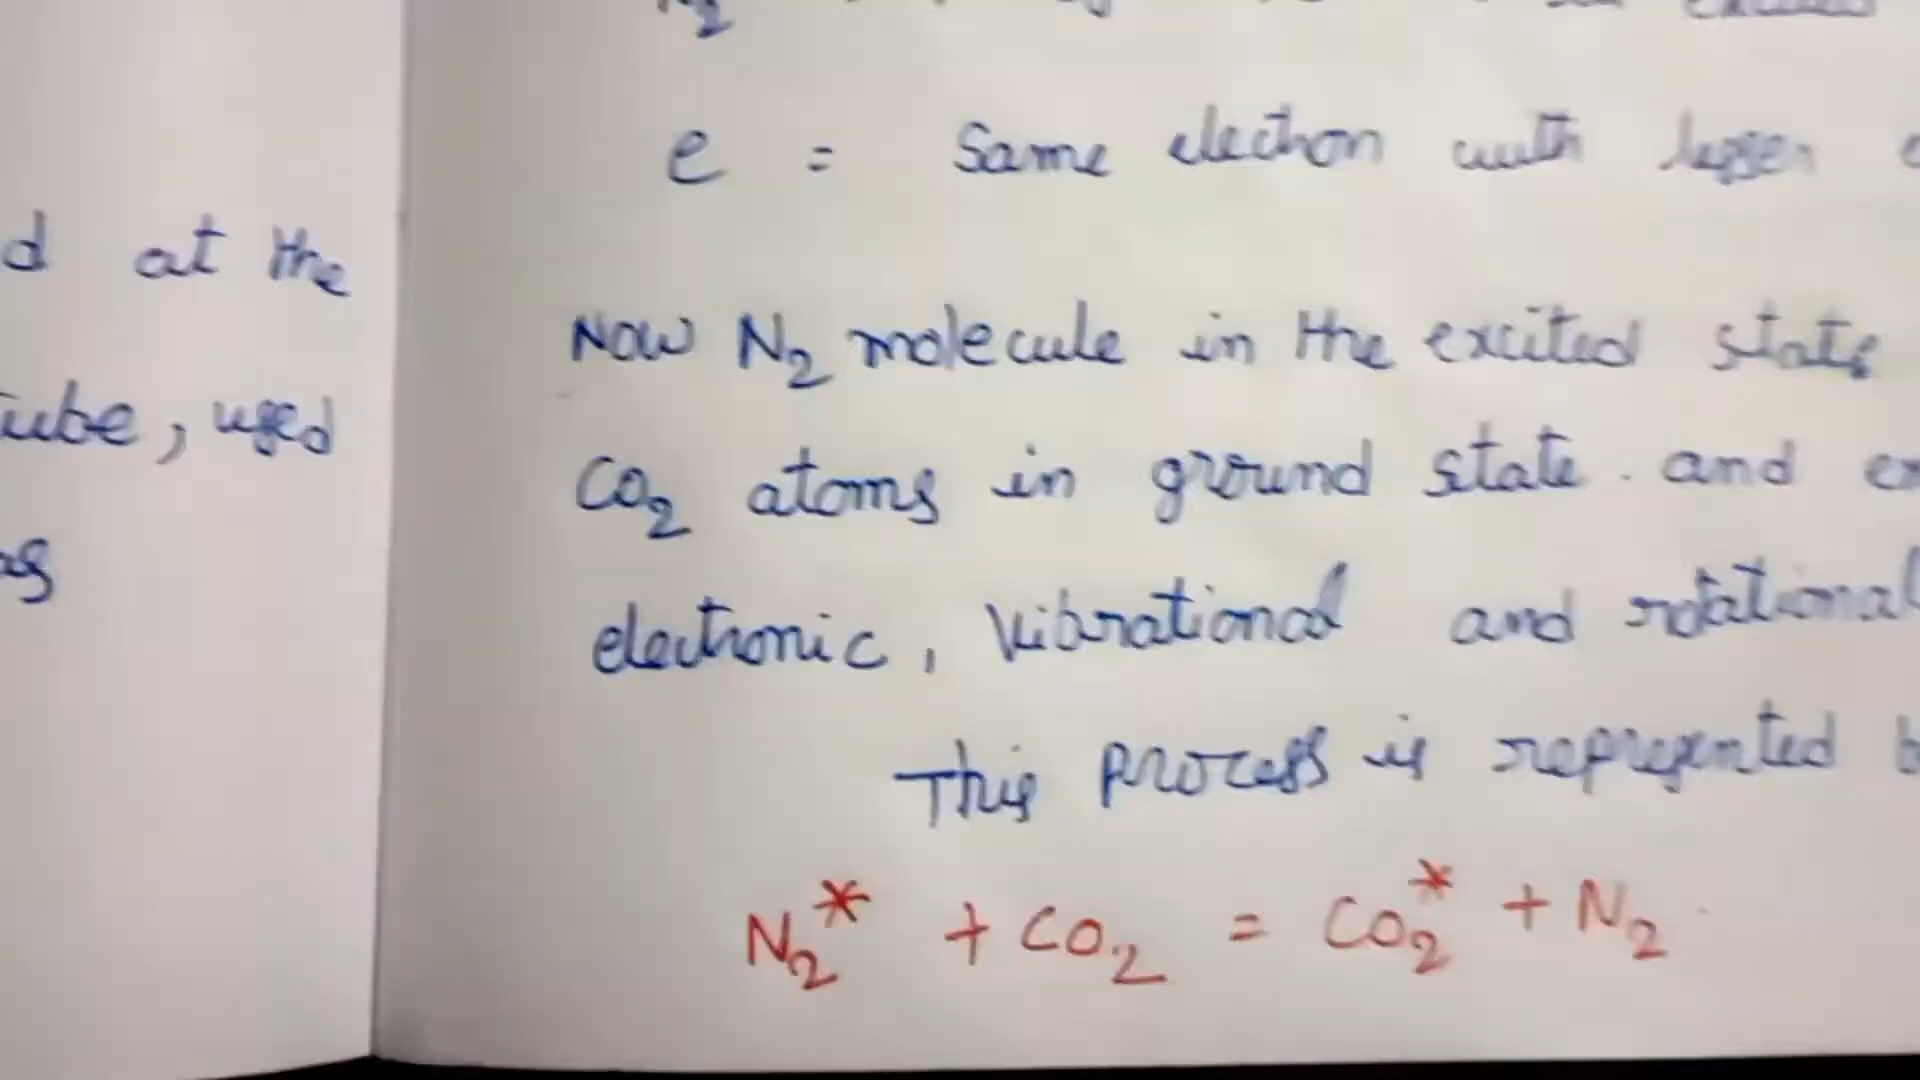 d at the
tube, used
N2
e = Same electron with lesser
Now N2 molecule in the excited state
CO2 atoms in ground state. and
electronic, Vibrational and rotational
This process is represented
N2* + CO2 = CO2* + N2